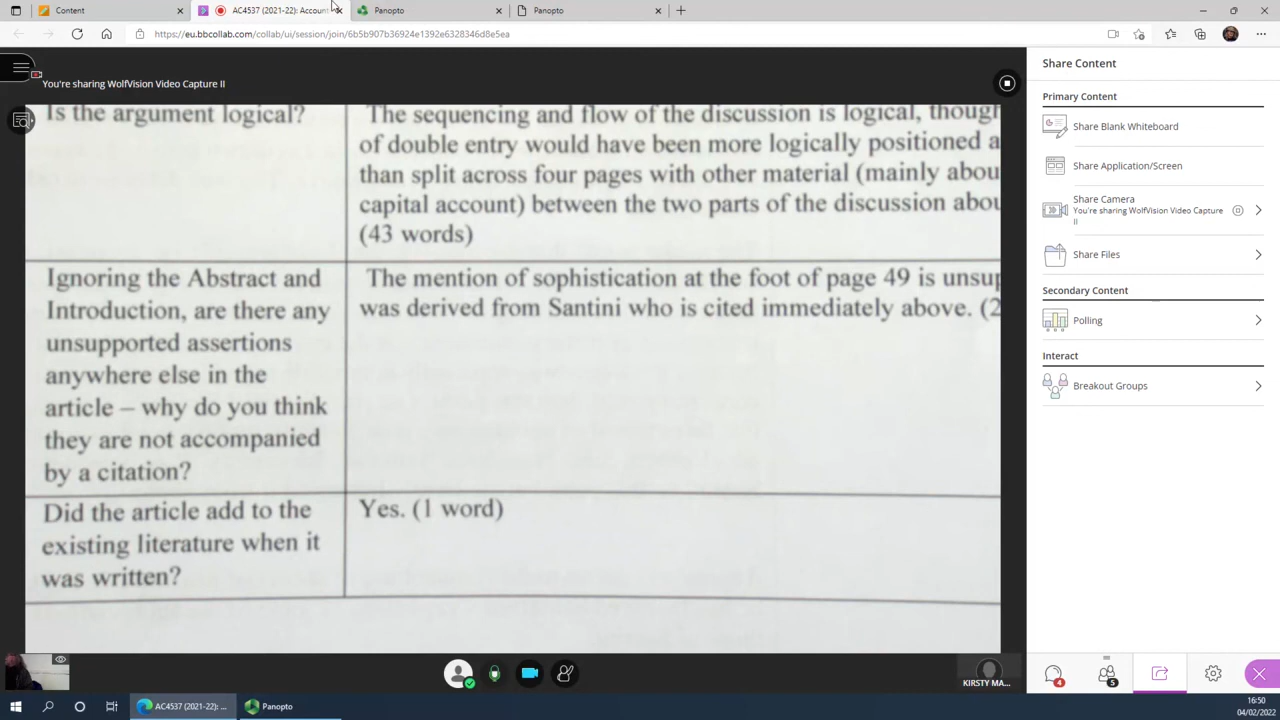 Content
AC4537 (2021-22): Account
Panopto
Panopto
https://eu.bbcollab.com/collab/ui/session/join/6b5b907b36924e1392e6328346d8e5ea
You're sharing WolfVision Video Capture II
Is the argument logical?
The sequencing and flow of the discussion is logical, though
of double entry would have been more logically positioned a
than split across four pages with other material (mainly abou
capital account) between the two parts of the discussion abou
(43 words)
Ignoring the Abstract and
Introduction, are there any
unsupported assertions
anywhere else in the
article – why do you think
they are not accompanied
by a citation?
The mention of sophistication at the foot of page 49 is unsup
was derived from Santini who is cited immediately above. (2
Did the article add to the
existing literature when it
was written?
Yes. (1 word)
KIRSTY MA...
Share Content
Primary Content
Share Blank Whiteboard
Share Application/Screen
Share Camera
You're sharing WolfVision Video Capture
II
Share Files
Secondary Content
Polling
Interact
Breakout Groups
4
5
AC4537 (2021-22): ...
Panopto
16:50
04/02/2022